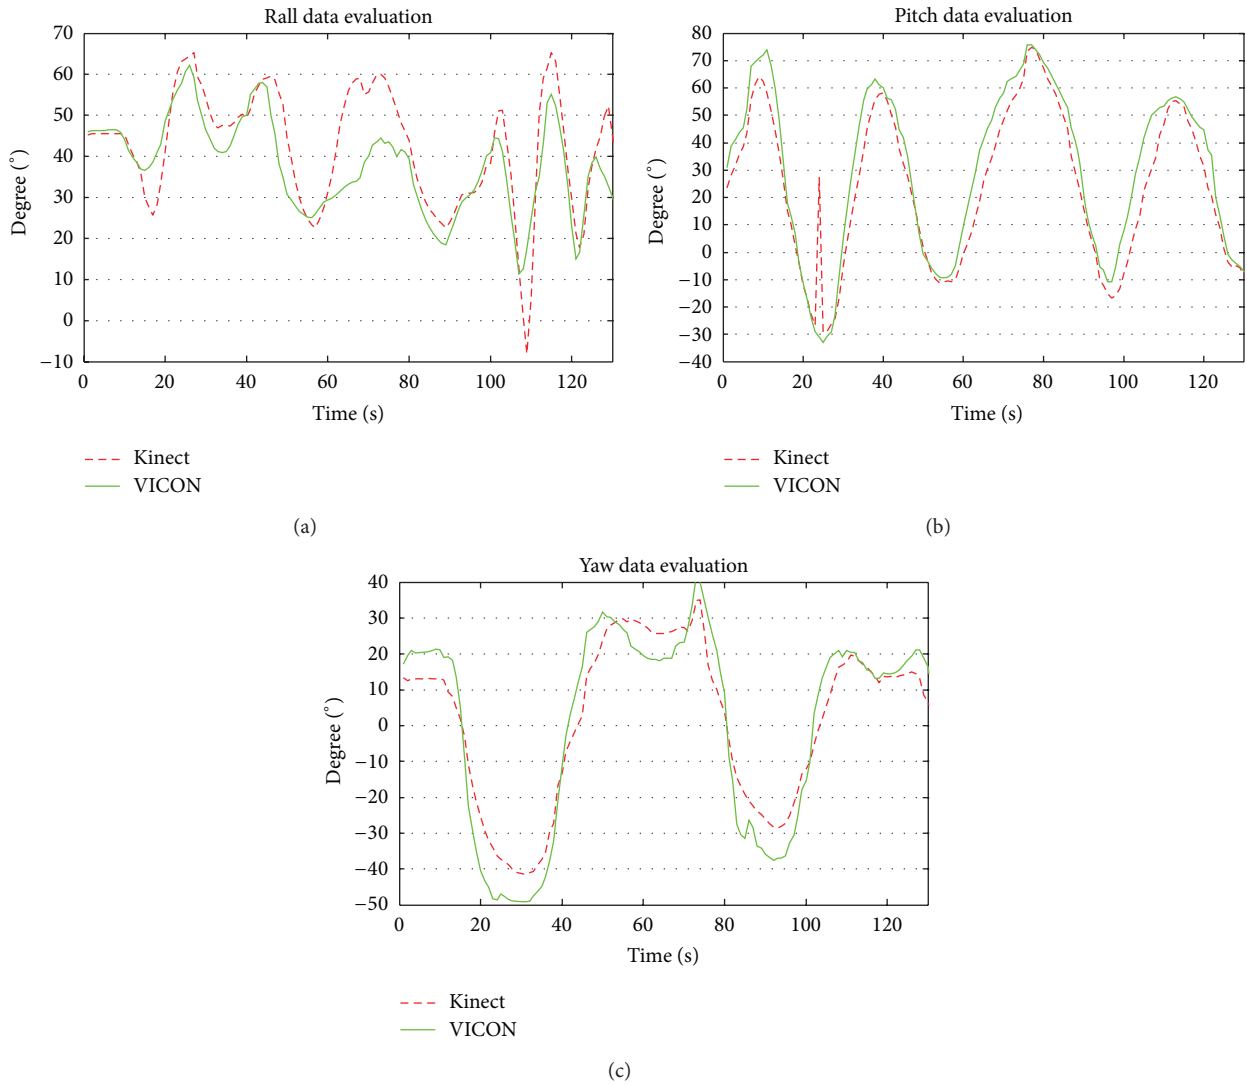 Rall data evaluation
70
60
50
40
30
20
10
0
−10
Degree (°)
0 20 40 60 80 100 120
Time (s)
Kinect
VICON
(a)
Pitch data evaluation
80
70
60
50
40
30
20
10
0
−10
−20
−30
−40
Degree (°)
0 20 40 60 80 100 120
Time (s)
Kinect
VICON
(b)
Yaw data evaluation
40
30
20
10
0
−10
−20
−30
−40
−50
Degree (°)
0 20 40 60 80 100 120
Time (s)
Kinect
VICON
(c)